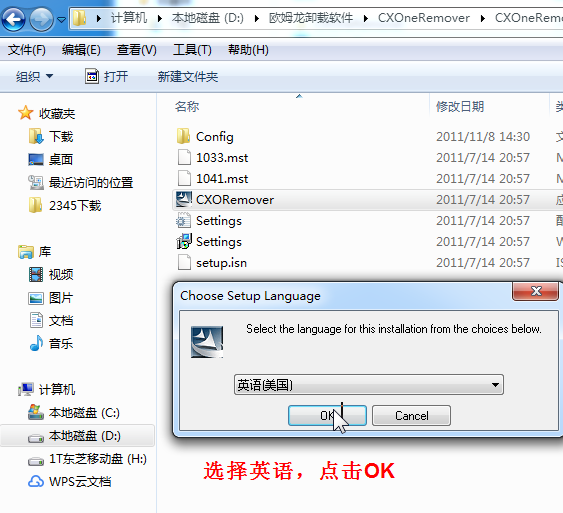 计算机 本地磁盘 (D:) 欧姆龙卸载软件 CXOneRemover CXOneRemo
文件(F) 编辑(E) 查看(V) 工具(T) 帮助(H)
组织 打开 新建文件夹
名称 修改日期
收藏夹
下载
桌面
最近访问的位置
2345下载
库
视频
图片
文档
音乐
计算机
本地磁盘 (C:)
本地磁盘 (D:)
1T东芝移动盘 (H:)
WPS云文档
Config 2011/11/8 14:30
1033.mst 2011/7/14 20:57
1041.mst 2011/7/14 20:57
CXORemover 2011/7/14 20:57
Settings 2011/7/14 20:57
Settings 2011/7/14 20:57
setup.isn 2011/7/14 20:57
Choose Setup Language
Select the language for this installation from the choices below.
英语(美国)
OK Cancel
选择英语，点击OK